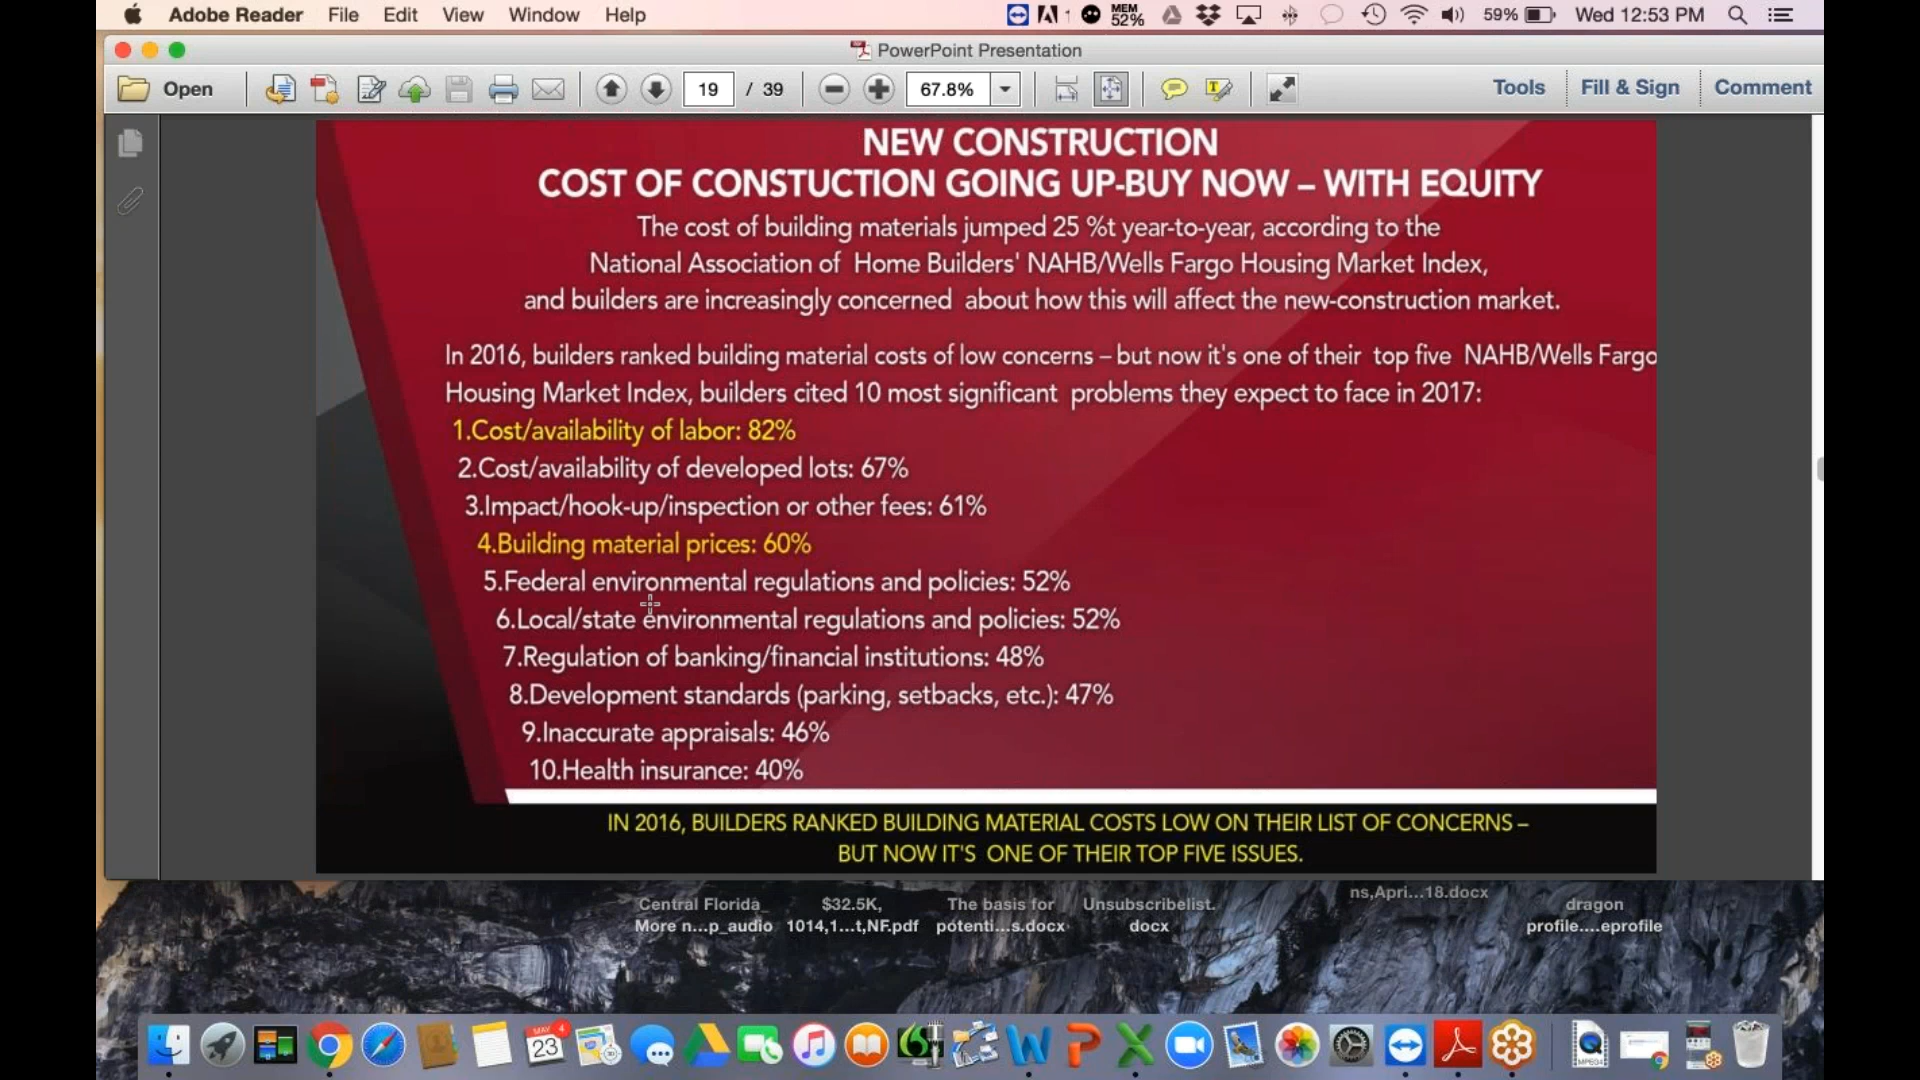 Adobe Reader File Edit View Window Help 1 MEM 52% 59% Wed 12:53 PM
PowerPoint Presentation
Open 19 / 39 67.8% Tools Fill & Sign Comment
NEW CONSTRUCTION
COST OF CONSTUCTION GOING UP-BUY NOW – WITH EQUITY
The cost of building materials jumped 25 %t year-to-year, according to the
National Association of Home Builders' NAHB/Wells Fargo Housing Market Index,
and builders are increasingly concerned about how this will affect the new-construction market.
In 2016, builders ranked building material costs of low concerns – but now it's one of their top five NAHB/Wells Fargo
Housing Market Index, builders cited 10 most significant problems they expect to face in 2017:
1.Cost/availability of labor: 82%
2.Cost/availability of developed lots: 67%
3.Impact/hook-up/inspection or other fees: 61%
4.Building material prices: 60%
5.Federal environmental regulations and policies: 52%
6.Local/state environmental regulations and policies: 52%
7.Regulation of banking/financial institutions: 48%
8.Development standards (parking, setbacks, etc.): 47%
9.Inaccurate appraisals: 46%
10.Health insurance: 40%
IN 2016, BUILDERS RANKED BUILDING MATERIAL COSTS LOW ON THEIR LIST OF CONCERNS –
BUT NOW IT'S ONE OF THEIR TOP FIVE ISSUES.
ns,Apri...18.docx
Central Florida_ $32.5K, The basis for Unsubscribelist. dragon
More n...p_audio 1014,1...t,NF.pdf potenti...s.docx docx profile....eprofile
MAY 4
23